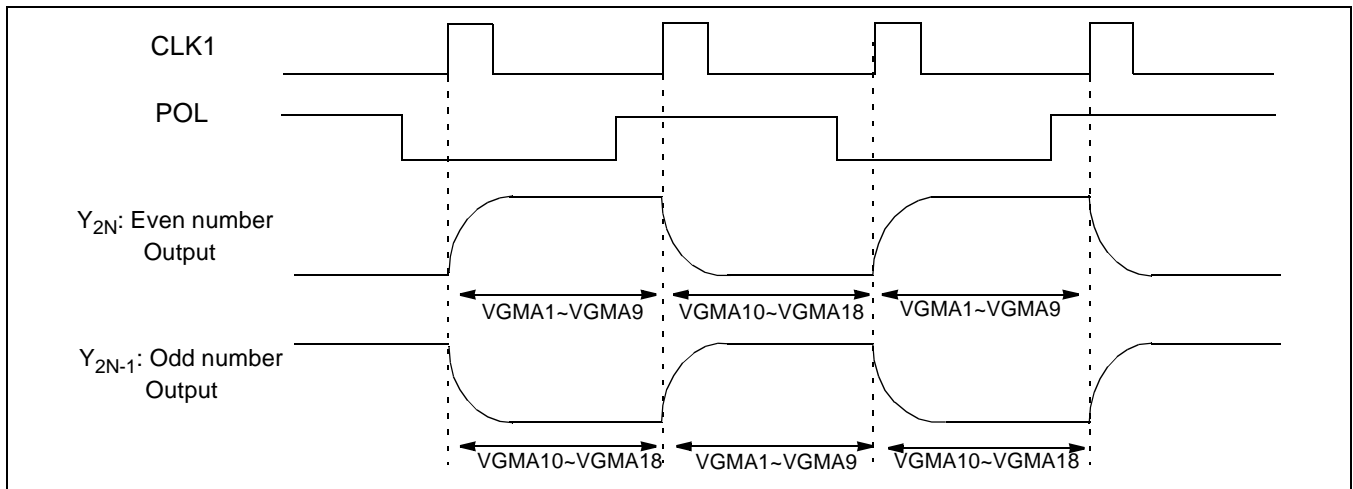 CLK1
POL
Y2N: Even number
Output
VGMA1~VGMA9
VGMA10~VGMA18
VGMA1~VGMA9
Y2N-1: Odd number
Output
VGMA10~VGMA18
VGMA1~VGMA9
VGMA10~VGMA18